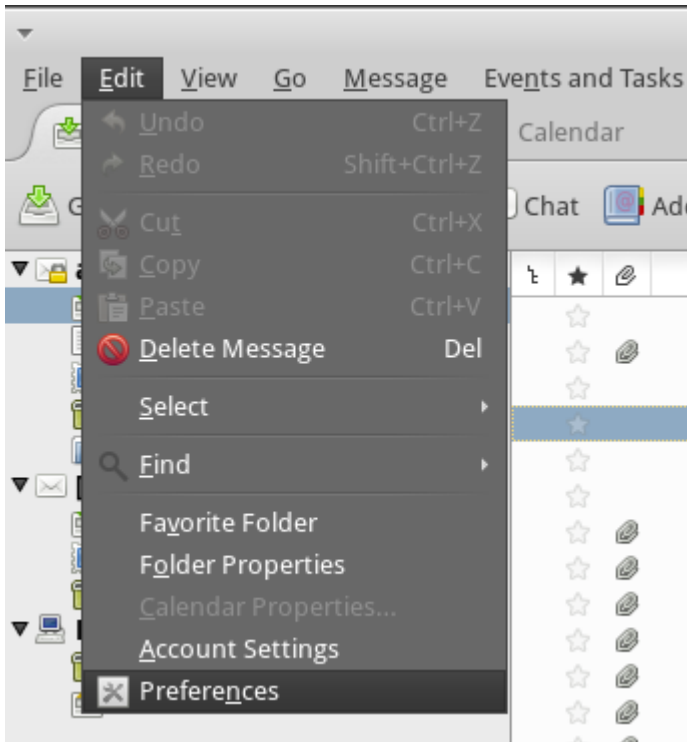 File Edit View Go Message Events and Tasks
Undo Ctrl+Z
Calendar
Redo Shift+Ctrl+Z
Cut Ctrl+X
Chat
Copy Ctrl+C
Paste Ctrl+V
Delete Message Del
Select
Find
Favorite Folder
Folder Properties
Calendar Properties...
Account Settings
Preferences